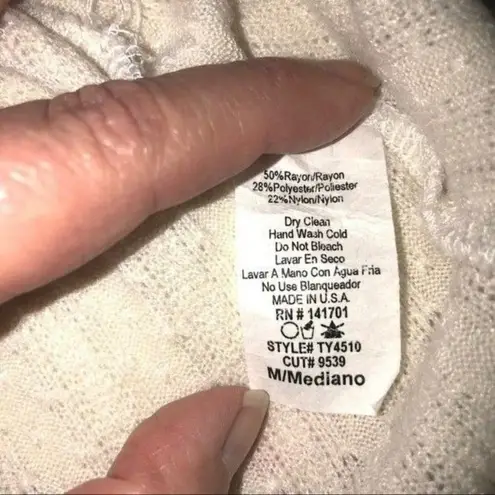 50%Rayon/Rayon
28%Polyester/Poliester
22%Nylon/Nylon
Dry Clean
Hand Wash Cold
Do Not Bleach
Lavar En Seco
Lavar A Mano Con Agua Fria
No Use Blanqueador
MADE IN U.S.A.
RN # 141701
STYLE# TY4510
CUT# 9539
M/Mediano